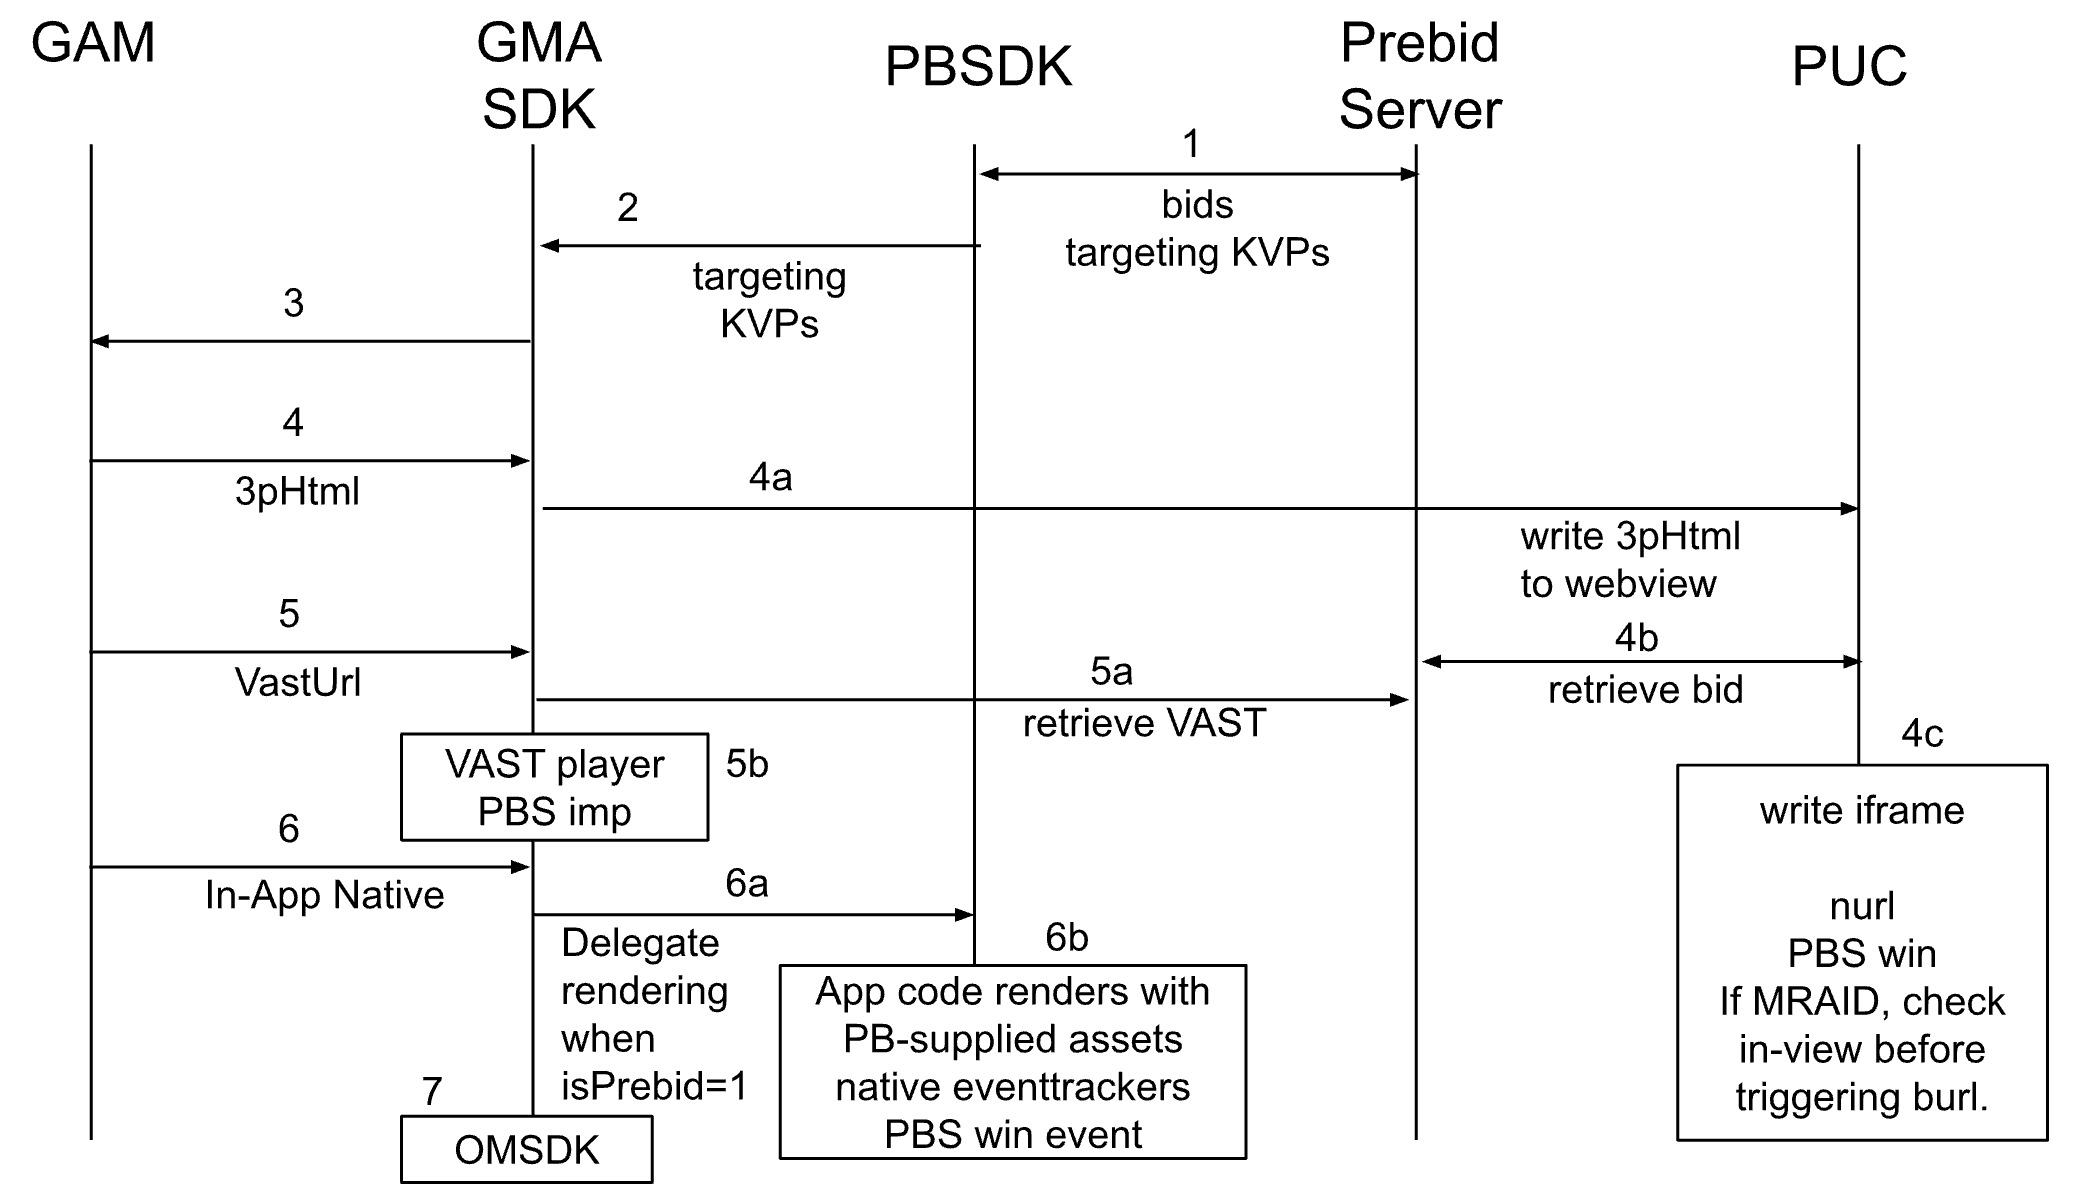 GAM
GMA
SDK
PBSDK
Prebid
Server
PUC
1
bids
targeting KVPs
2
targeting
KVPs
3
4
3pHtml
4a
write 3pHtml
to webview
4b
retrieve bid
5
VastUrl
5a
retrieve VAST
4c
write iframe
nurl
PBS win
If MRAID, check
in-view before
triggering burl.
VAST player
PBS imp
5b
6
In-App Native
6a
Delegate
rendering
when
isPrebid=1
6b
App code renders with
PB-supplied assets
native eventtrackers
PBS win event
7
OMSDK